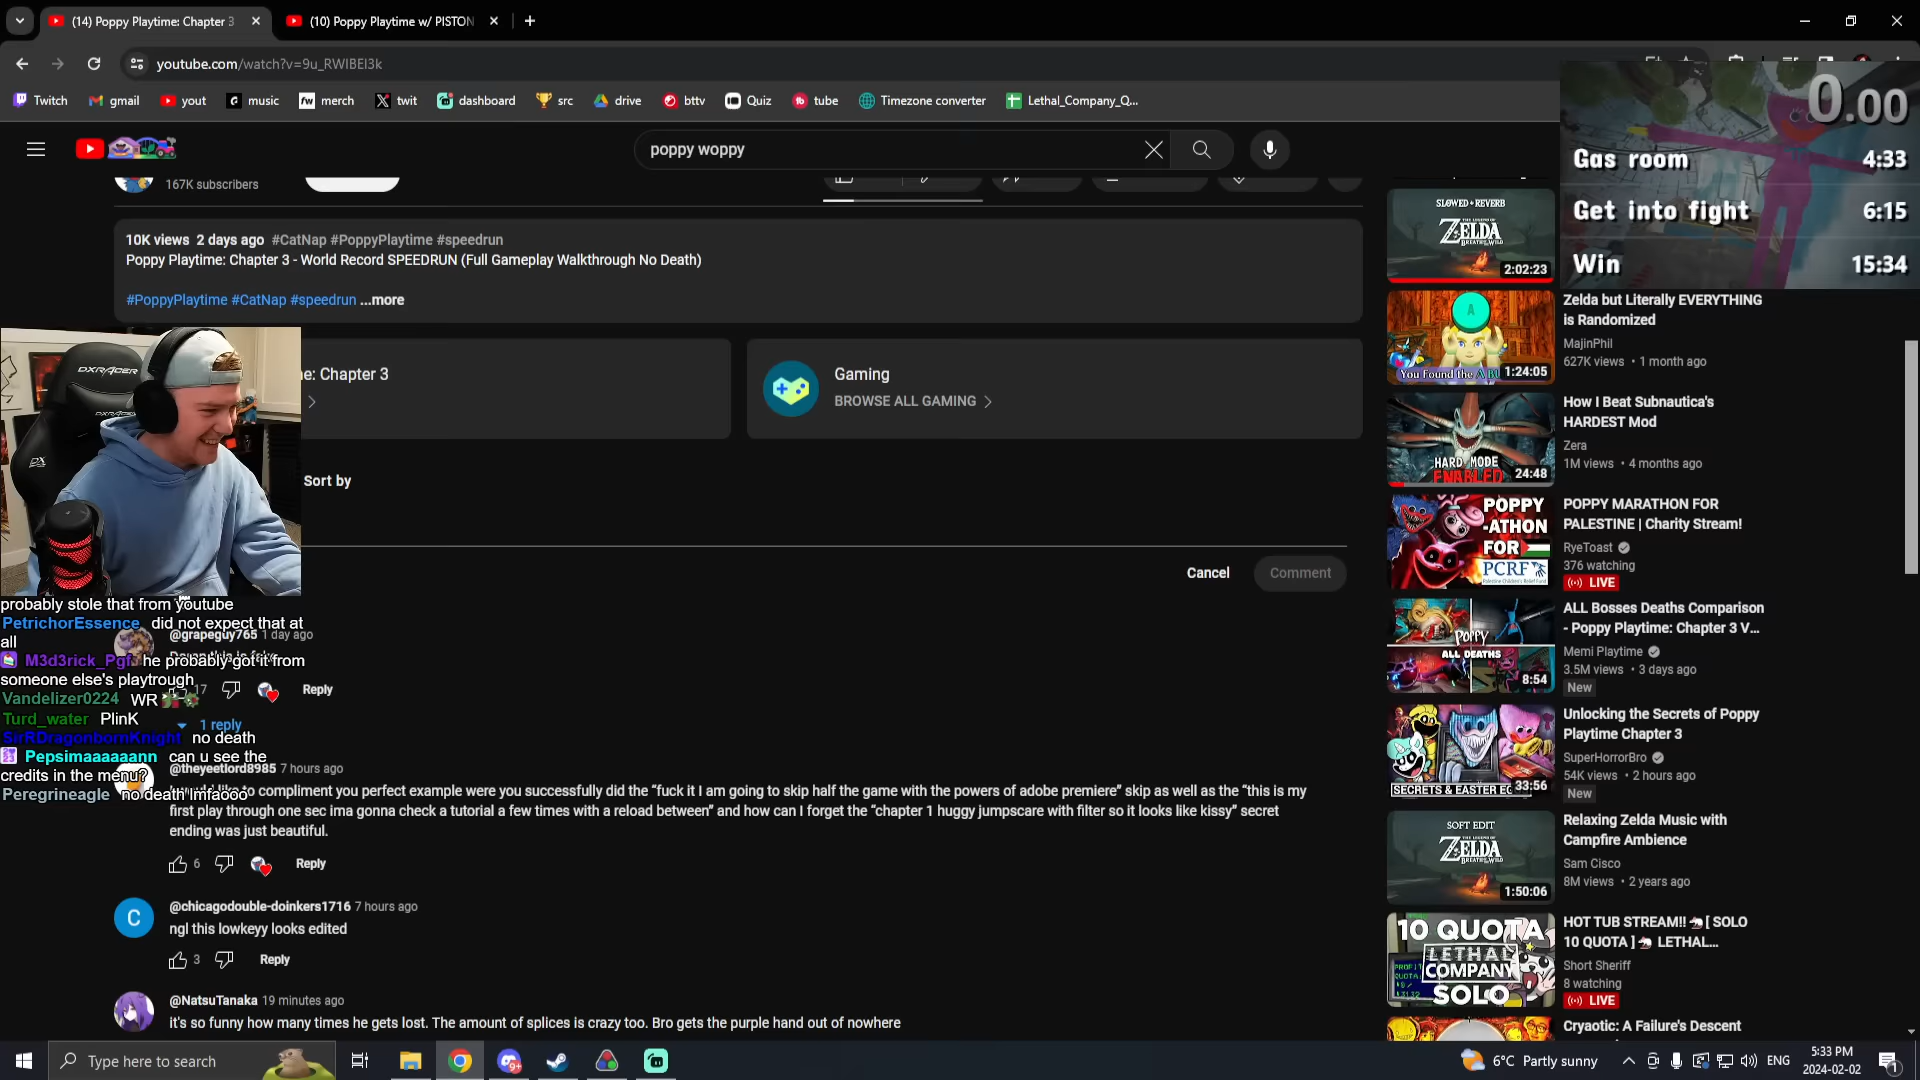 (14) Poppy Playtime: Chapter 3
(10) Poppy Playtime w/ PISTON
youtube.com/watch?v=9u_RWIBEl3k
Twitch
gmail
yout
music
merch
twit
dashboard
src
drive
bttv
Quiz
tube
Timezone converter
Lethal_Company_Q...
poppy woppy
0.00
Gas room 4:33
Get into fight 6:15
Win 15:34
167K subscribers
10K views 2 days ago #CatNap #PoppyPlaytime #speedrun
Poppy Playtime: Chapter 3 - World Record SPEEDRUN (Full Gameplay Walkthrough No Death)
#PoppyPlaytime #CatNap #speedrun ...more
ne: Chapter 3
Gaming
BROWSE ALL GAMING
Sort by
Cancel
Comment
DXRACER
probably stole that from youtube
PetrichorEssence did not expect that at
all
M3d3rick_Pgf he probably got it from
someone else's playtrough
Vandelizer0224 WR
Turd_water PlinK
SirRDragonbornKnight no death
Pepsimaaaaaann can u see the
credits in the menu?
Peregrineagle no death lmfaooo
@grapeguy765 1 day ago
17
Reply
1 reply
@theyeetlord8985 7 hours ago
like to compliment you perfect example were you successfully did the “fuck it I am going to skip half the game with the powers of adobe premiere” skip as well as the “this is my
first play through one sec ima gonna check a tutorial a few times with a reload between” and how can I forget the “chapter 1 huggy jumpscare with filter so it looks like kissy” secret
ending was just beautiful.
6
Reply
C
@chicagodouble-doinkers1716 7 hours ago
ngl this lowkeyy looks edited
3
Reply
@NatsuTanaka 19 minutes ago
it's so funny how many times he gets lost. The amount of splices is crazy too. Bro gets the purple hand out of nowhere
SLOWED + REVERB
ZELDA
2:02:23
You Found the
1:24:05
Zelda but Literally EVERYTHING
is Randomized
MajinPhil
627K views • 1 month ago
HARD MODE
ENABLED
24:48
How I Beat Subnautica's
HARDEST Mod
Zera
1M views • 4 months ago
POPPY
-ATHON
FOR
PCRF
POPPY MARATHON FOR
PALESTINE | Charity Stream!
RyeToast
376 watching
LIVE
Poppy
ALL DEATHS
8:54
ALL Bosses Deaths Comparison
- Poppy Playtime: Chapter 3 V...
Memi Playtime
3.5M views • 3 days ago
New
SECRETS & EASTER EG
33:56
Unlocking the Secrets of Poppy
Playtime Chapter 3
SuperHorrorBro
54K views • 2 hours ago
New
SOFT EDIT
ZELDA
1:50:06
Relaxing Zelda Music with
Campfire Ambience
Sam Cisco
8M views • 2 years ago
10 QUOTA
LETHAL
COMPANY
SOLO
HOT TUB STREAM!! [ SOLO
10 QUOTA ] LETHAL...
Short Sheriff
8 watching
LIVE
Cryaotic: A Failure's Descent
Type here to search
9+
6°C Partly sunny
ENG
5:33 PM
2024-02-02
1